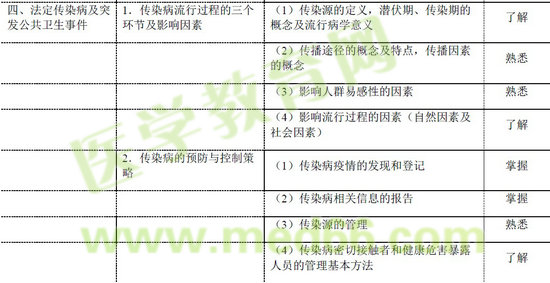 四、法定传染病及突
发公共卫生事件
1．传染病流行过程的三个
环节及影响因素
（1）传染源的定义，潜伏期、传染期的
概念及流行病学意义
了解
（2）传播途径的概念及特点，传播因素
的概念
熟悉
（3）影响人群易感性的因素
熟悉
（4）影响流行过程的因素（自然因素及
社会因素）
了解
2．传染病的预防与控制策
略
（1）传染病疫情的发现和登记
掌握
（2）传染病相关信息的报告
掌握
（3）传染源的管理
熟悉
（4）传染病密切接触者和健康危害暴露
人员的管理基本方法
了解
医学教育网
www.med66.com